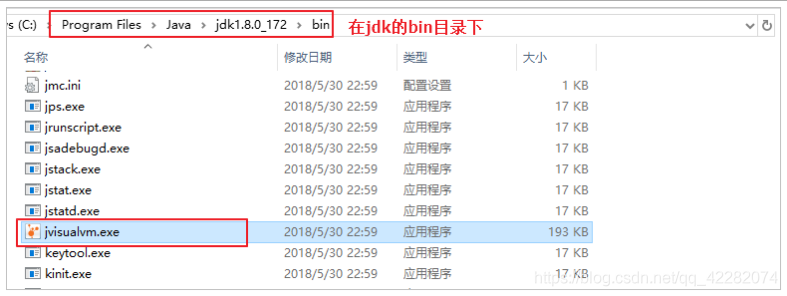 ys (C:) > Program Files > Java > jdk1.8.0_172 > bin
在jdk的bin目录下
名称 修改日期 类型 大小
jmc.ini 2018/5/30 22:59 配置设置 1 KB
jps.exe 2018/5/30 22:59 应用程序 17 KB
jrunscript.exe 2018/5/30 22:59 应用程序 17 KB
jsadebugd.exe 2018/5/30 22:59 应用程序 17 KB
jstack.exe 2018/5/30 22:59 应用程序 17 KB
jstat.exe 2018/5/30 22:59 应用程序 17 KB
jstatd.exe 2018/5/30 22:59 应用程序 17 KB
jvisualvm.exe 2018/5/30 22:59 应用程序 193 KB
keytool.exe 2018/5/30 22:59 应用程序 17 KB
kinit.exe 2018/5/30 22:59 应用程序 17 KB
https://blog.csdn.net/qq_42282074